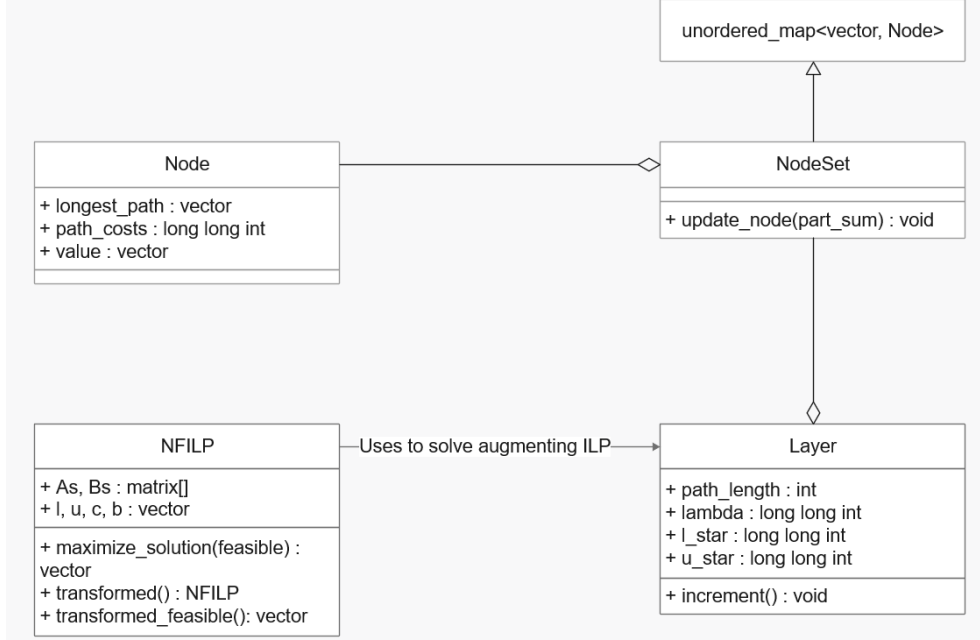 unordered_map<vector, Node>
Node
+ longest_path : vector
+ path_costs : long long int
+ value : vector
NodeSet
+ update_node(part_sum) : void
NFILP
+ As, Bs : matrix[]
+ l, u, c, b : vector
+ maximize_solution(feasible) :
vector
+ transformed() : NFILP
+ transformed_feasible(): vector
Uses to solve augmenting ILP
Layer
+ path_length : int
+ lambda : long long int
+ l_star : long long int
+ u_star : long long int
+ increment() : void